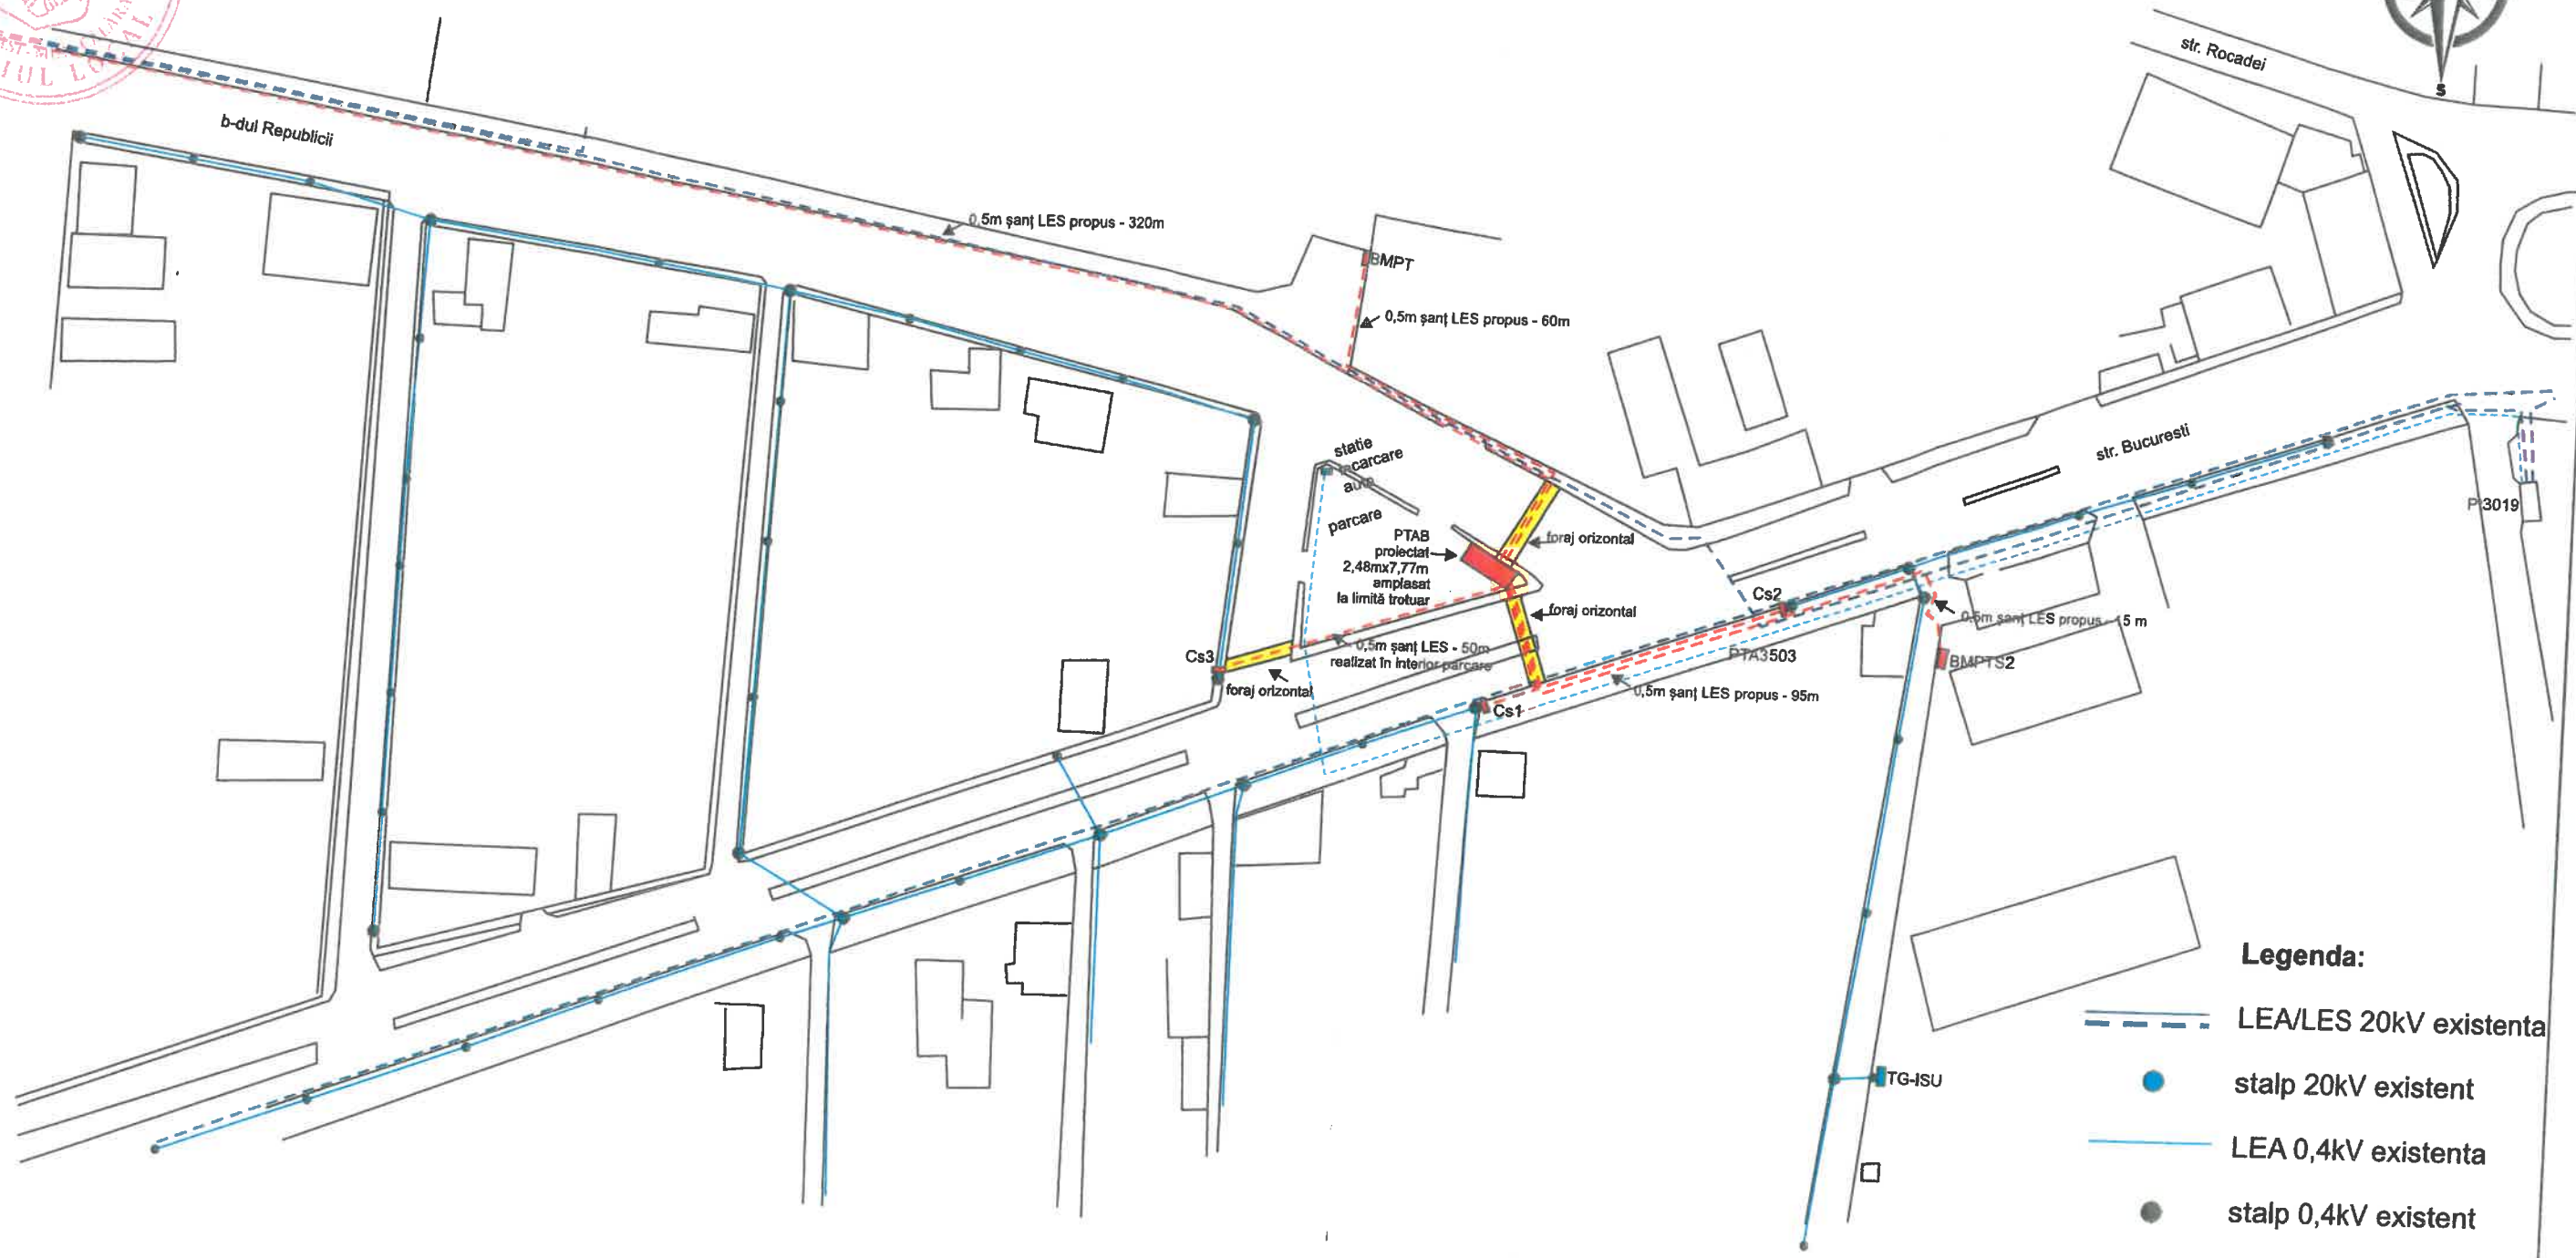 str. Rocadei
S
b-dul Republicii
0,5m șanț LES propus - 320m
BMPT
0,5m șanț LES propus - 60m
str. Bucuresti
statie
incarcare
auto
parcare
PTAB
proiectat
2,48mx7,77m
amplasat
la limită trotuar
foraj orizontal
foraj orizontal
Cs2
0,5m șanț LES propus - 15 m
Cs3
0,5m șanț LES - 50m
realizat în interior parcare
PTA3503
BMPTS2
foraj orizontal
0,5m șanț LES propus - 95m
Cs1
3019
TG-ISU
Legenda:
LEA/LES 20kV existenta
stalp 20kV existent
LEA 0,4kV existenta
stalp 0,4kV existent